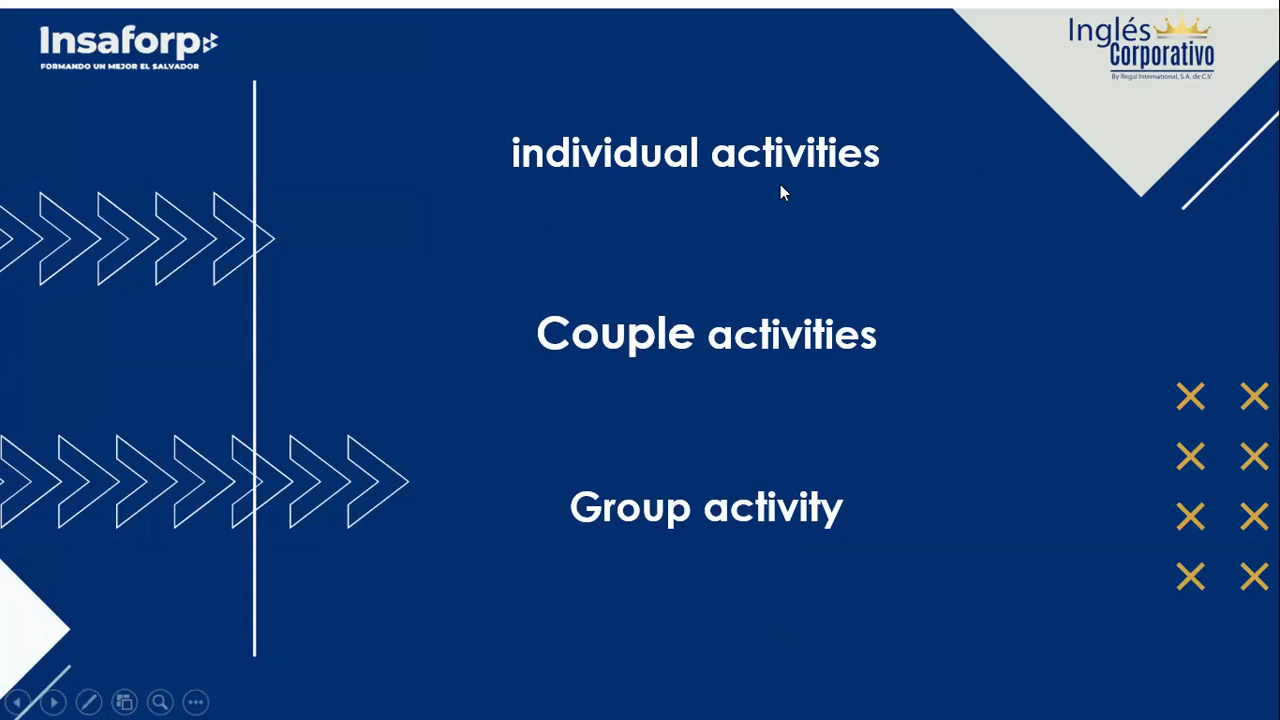 Insaforp
FORMANDO UN MEJOR EL SALVADOR
Inglés
Corporativo
By Regal International, S.A. de C.V.
individual activities
Couple activities
Group activity